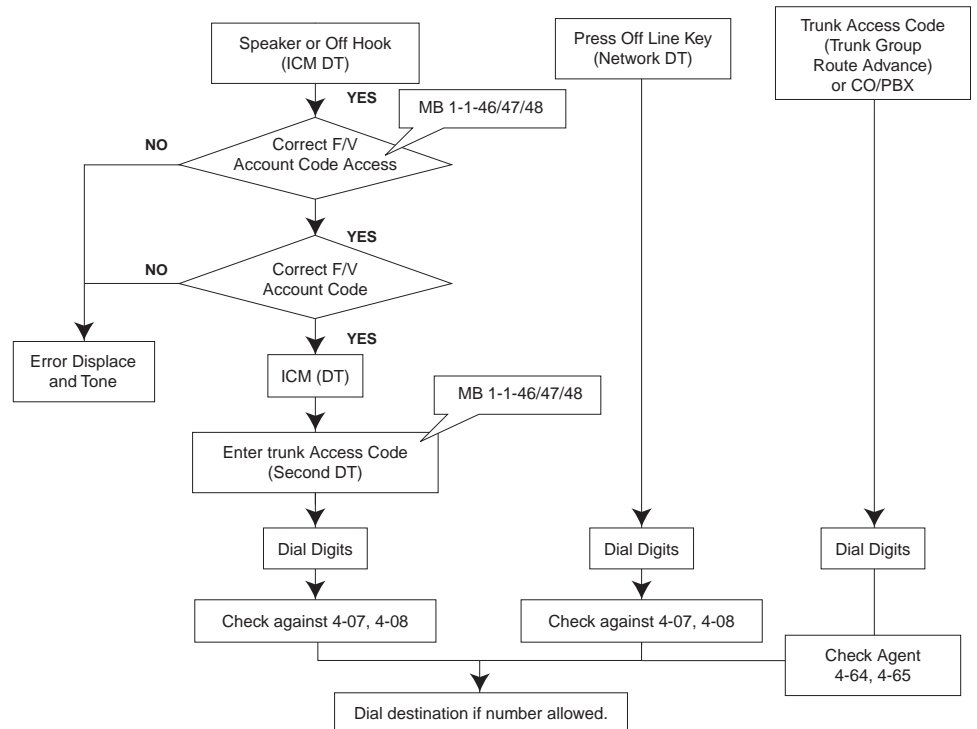 Speaker or Off Hook
(ICM DT)
Press Off Line Key
(Network DT)
Trunk Access Code
(Trunk Group
Route Advance)
or CO/PBX
YES
MB 1-1-46/47/48
NO
Correct F/V
Account Code Access
YES
NO
Correct F/V
Account Code
YES
Error Displace
and Tone
ICM (DT)
MB 1-1-46/47/48
Enter trunk Access Code
(Second DT)
Dial Digits
Dial Digits
Dial Digits
Check against 4-07, 4-08
Check against 4-07, 4-08
Check Agent
4-64, 4-65
Dial destination if number allowed.